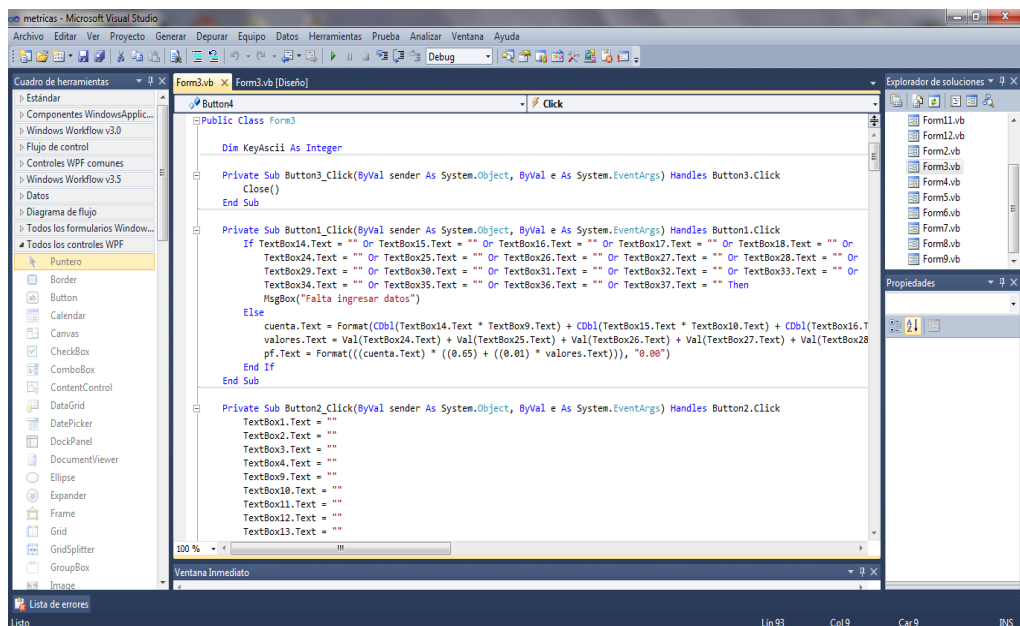 metricas - Microsoft Visual Studio
Archivo Editar Ver Proyecto Generar Depurar Equipo Datos Herramientas Prueba Analizar Ventana Ayuda
Debug
Cuadro de herramientas
Estándar
Componentes WindowsApplic...
Windows Workflow v3.0
Flujo de control
Controles WPF comunes
Windows Workflow v3.5
Datos
Diagrama de flujo
Todos los formularios Window...
Todos los controles WPF
Puntero
Border
Button
Calendar
Canvas
CheckBox
ComboBox
ContentControl
DataGrid
DatePicker
DockPanel
DocumentViewer
Ellipse
Expander
Frame
Grid
GridSplitter
GroupBox
Image
Form3.vb Form3.vb [Diseño]
Button4 Click
Public Class Form3
Dim KeyAscii As Integer
Private Sub Button3_Click(ByVal sender As System.Object, ByVal e As System.EventArgs) Handles Button3.Click
Close()
End Sub
Private Sub Button1_Click(ByVal sender As System.Object, ByVal e As System.EventArgs) Handles Button1.Click
If TextBox14.Text = "" Or TextBox15.Text = "" Or TextBox16.Text = "" Or TextBox17.Text = "" Or TextBox18.Text = "" Or
TextBox24.Text = "" Or TextBox25.Text = "" Or TextBox26.Text = "" Or TextBox27.Text = "" Or TextBox28.Text = "" Or
TextBox29.Text = "" Or TextBox30.Text = "" Or TextBox31.Text = "" Or TextBox32.Text = "" Or TextBox33.Text = "" Or
TextBox34.Text = "" Or TextBox35.Text = "" Or TextBox36.Text = "" Or TextBox37.Text = "" Then
MsgBox("Falta ingresar datos")
Else
cuenta.Text = Format(CDbl(TextBox14.Text * TextBox9.Text) + CDbl(TextBox15.Text * TextBox10.Text) + CDbl(TextBox16.T
valores.Text = Val(TextBox24.Text) + Val(TextBox25.Text) + Val(TextBox26.Text) + Val(TextBox27.Text) + Val(TextBox28
pf.Text = Format(((cuenta.Text) * ((0.65) + ((0.01) * valores.Text))), "0.00")
End If
End Sub
Private Sub Button2_Click(ByVal sender As System.Object, ByVal e As System.EventArgs) Handles Button2.Click
TextBox1.Text = ""
TextBox2.Text = ""
TextBox3.Text = ""
TextBox4.Text = ""
TextBox9.Text = ""
TextBox10.Text = ""
TextBox11.Text = ""
TextBox12.Text = ""
TextBox13.Text = ""
100 %
Ventana Inmediato
Explorador de soluciones
Form11.vb
Form12.vb
Form2.vb
Form3.vb
Form4.vb
Form5.vb
Form6.vb
Form7.vb
Form8.vb
Form9.vb
Propiedades
Lista de errores
Listo Lín 93 Col 9 Car 9 INS